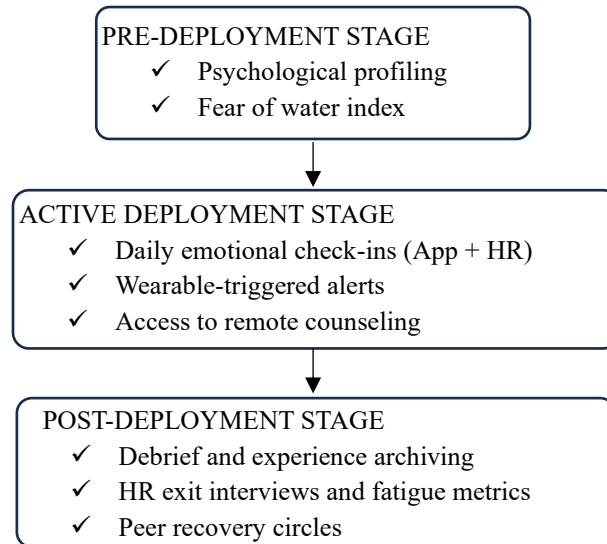 PRE-DEPLOYMENT STAGE
✓ Psychological profiling
✓ Fear of water index
ACTIVE DEPLOYMENT STAGE
✓ Daily emotional check-ins (App + HR)
✓ Wearable-triggered alerts
✓ Access to remote counseling
POST-DEPLOYMENT STAGE
✓ Debrief and experience archiving
✓ HR exit interviews and fatigue metrics
✓ Peer recovery circles